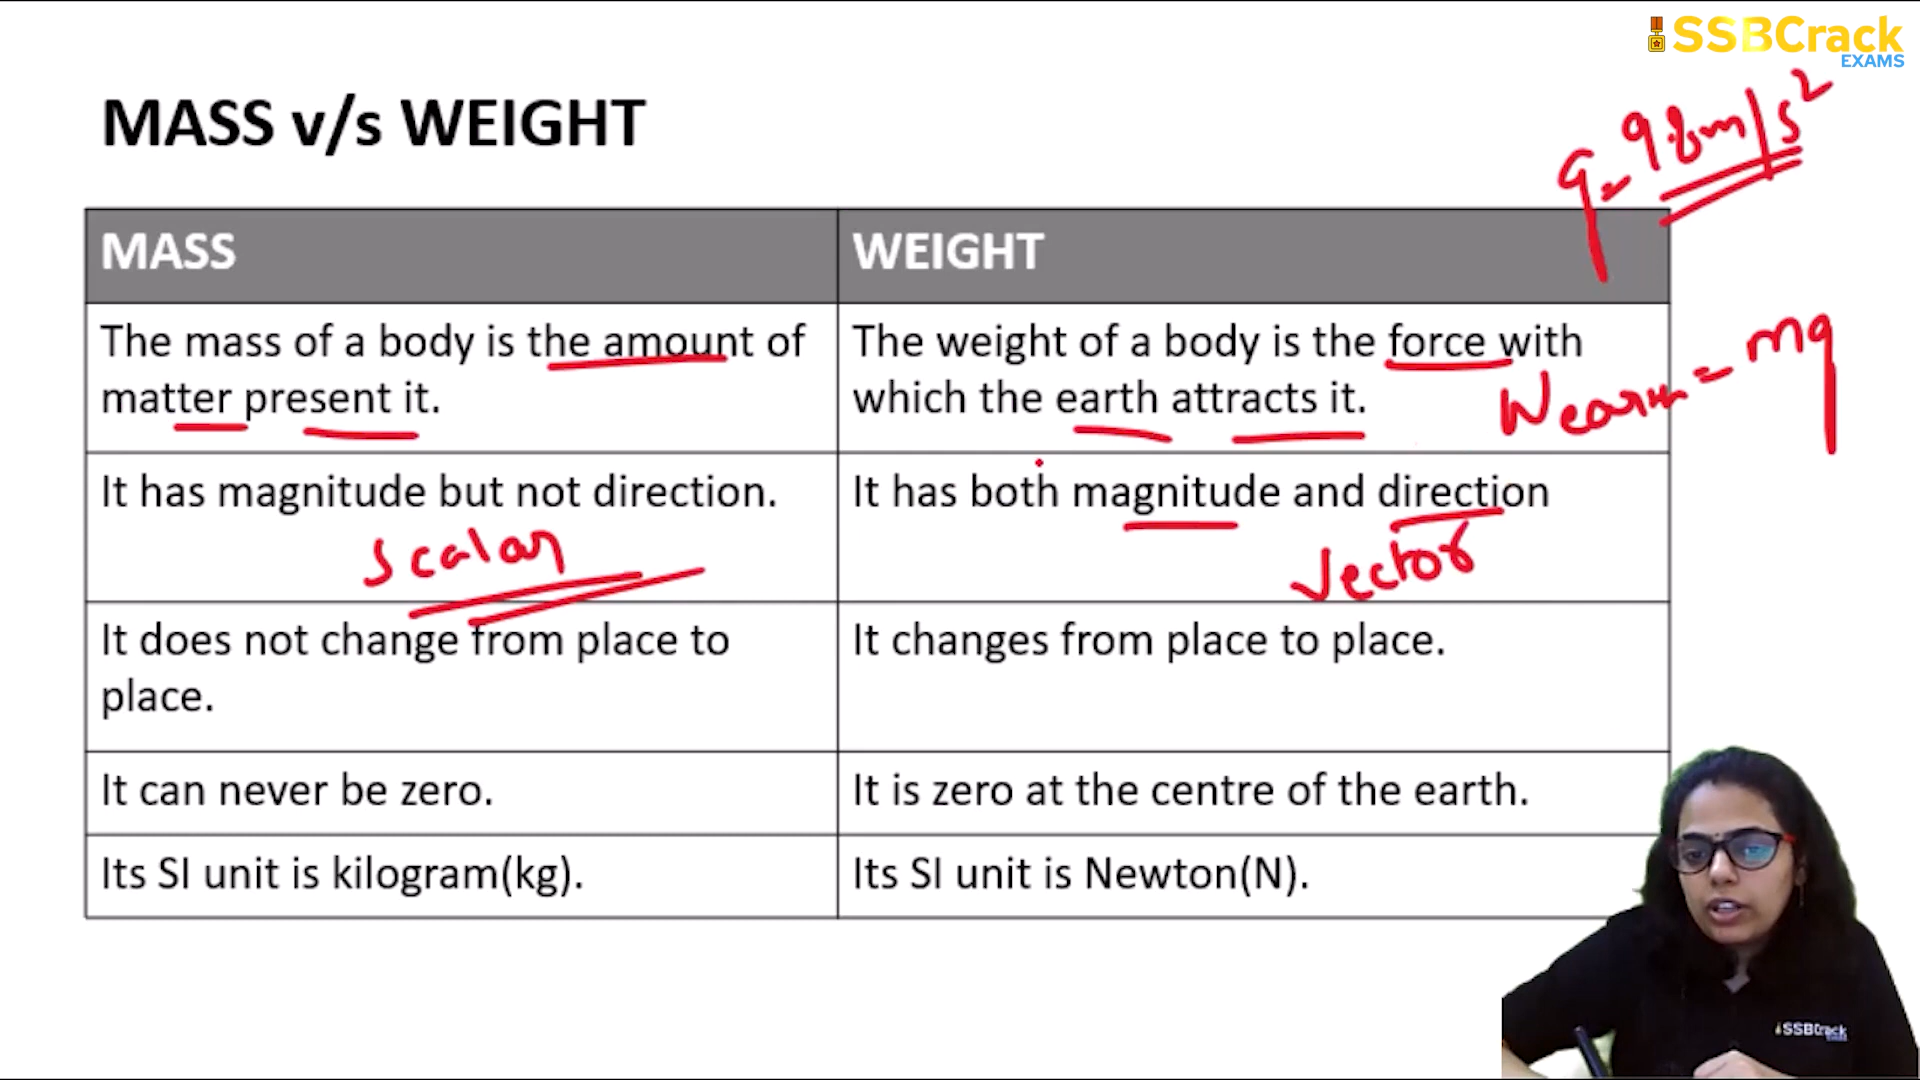 SSBCrack
EXAMS
MASS v/s WEIGHT
g = 9.8m/s²
MASS
WEIGHT
The mass of a body is the amount of
matter present it.
The weight of a body is the force with
which the earth attracts it.
W earth = mg
It has magnitude but not direction.
Scalar
It has both magnitude and direction
Vector
It does not change from place to
place.
It changes from place to place.
It can never be zero.
It is zero at the centre of the earth.
Its SI unit is kilogram(kg).
Its SI unit is Newton(N).
SSBCrack
EXAMS